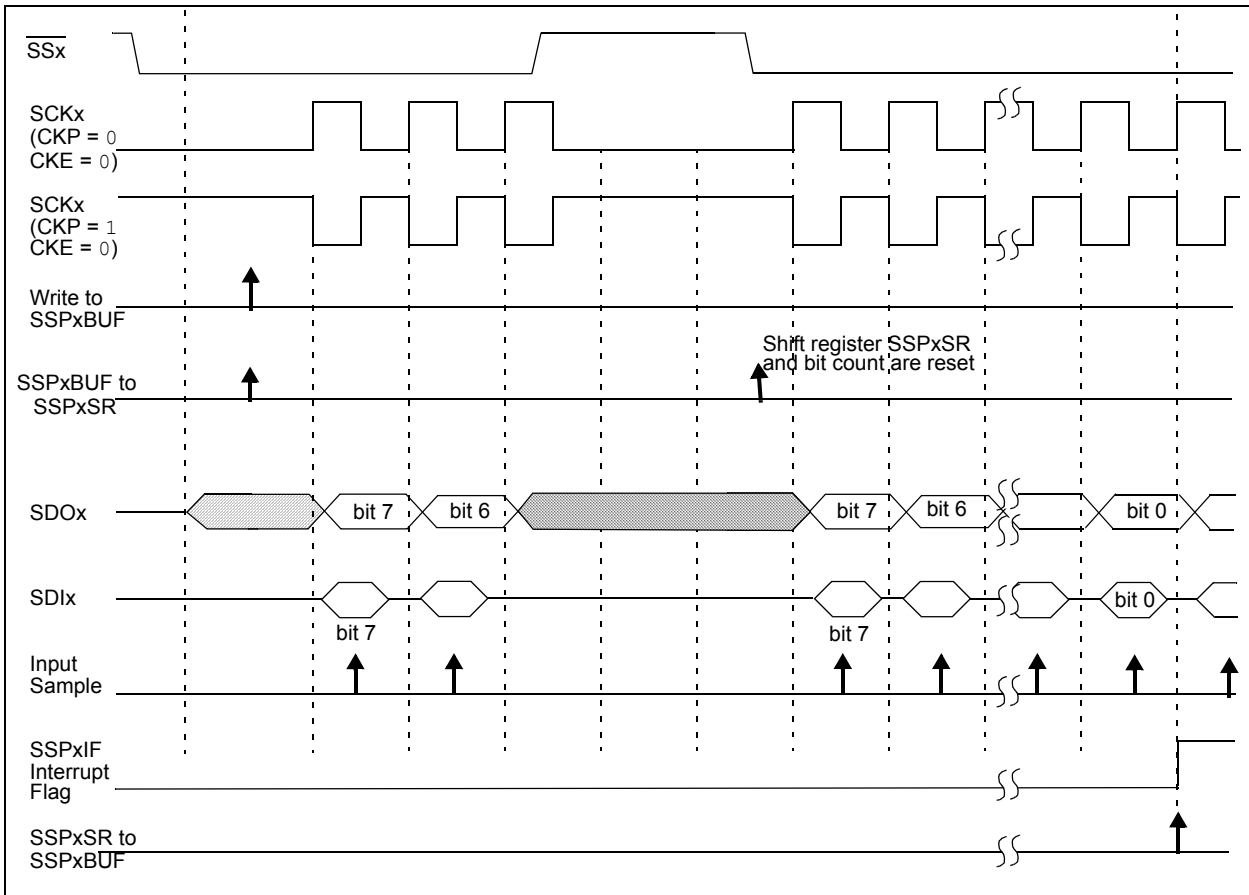 SSx
SCKx
(CKP = 0
CKE = 0)
SCKx
(CKP = 1
CKE = 0)
Write to
SSPxBUF
Shift register SSPxSR
and bit count are reset
SSPxBUF to
SSPxSR
SDOx
bit 7
bit 6
bit 7
bit 6
bit 0
SDIx
bit 0
bit 7
bit 7
Input
Sample
SSPxIF
Interrupt
Flag
SSPxSR to
SSPxBUF